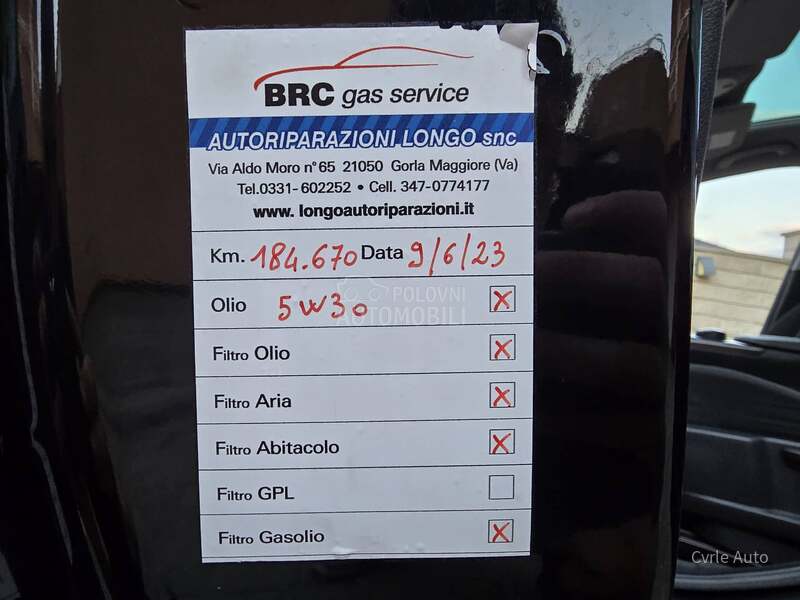 BRC gas service
AUTORIPARAZIONI LONGO snc
Via Aldo Moro n°65 21050 Gorla Maggiore (Va)
Tel.0331-602252 • Cell. 347-0774177
www. longoautoriparazioni.it
Km. 184.670 Data 9/6/23
Olio 5W30 X
POLOVNI
AUTOMOBILI
Filtro Olio X
Filtro Aria X
Filtro Abitacolo X
Filtro GPL
Filtro Gasolio X
Cvrle Auto